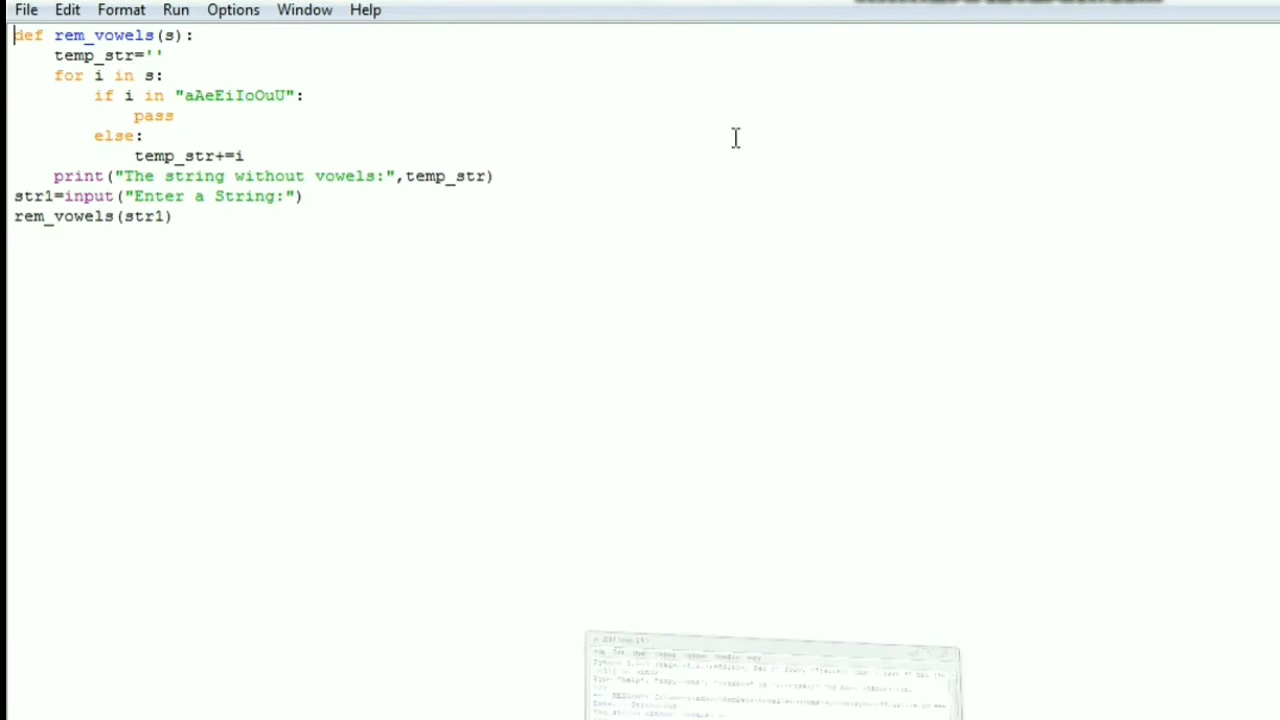 File Edit Format Run Options Window Help
def rem_vowels(s):
    temp_str=''
    for i in s:
        if i in "aAeEiIoOuU":
            pass
        else:
            temp_str+=i
    print("The string without vowels:",temp_str)
str1=input("Enter a String:")
rem_vowels(str1)